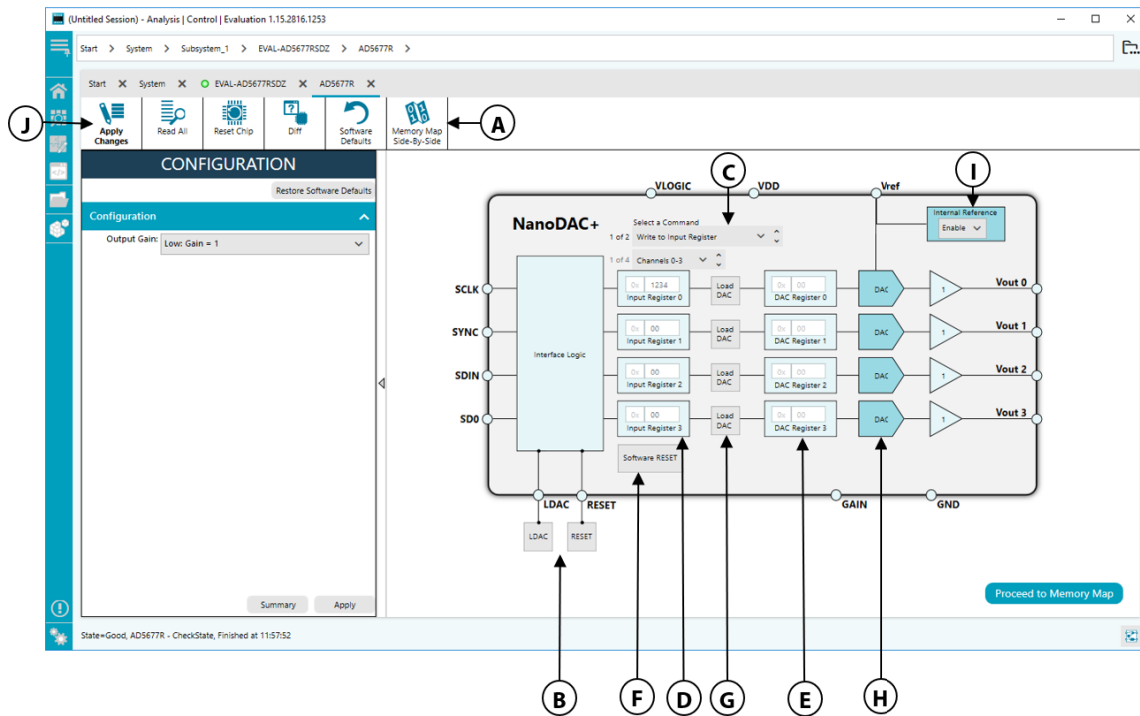 (Untitled Session) - Analysis | Control | Evaluation 1.15.2816.1253
Start > System > Subsystem_1 > EVAL-AD5677RSDZ > AD5677R >
Start X System X EVAL-AD5677RSDZ X AD5677R X
J
Apply Changes
Read All
Reset Chip
Diff
Software Defaults
Memory Map Side-By-Side
A
CONFIGURATION
Restore Software Defaults
Configuration
Output Gain: Low: Gain = 1
Summary Apply
C
I
VLOGIC VDD Vref
NanoDAC+
Select a Command
1 of 2 Write to Input Register
1 of 4 Channels 0-3
Internal Reference
Enable
SCLK
SYNC
SDIN
SD0
Interface Logic
0x 1234
Input Register 0
Load DAC
0x 00
DAC Register 0
DAC
1
Vout 0
0x 00
Input Register 1
Load DAC
0x 00
DAC Register 1
DAC
1
Vout 1
0x 00
Input Register 2
Load DAC
0x 00
DAC Register 2
DAC
1
Vout 2
0x 00
Input Register 3
Load DAC
0x 00
DAC Register 3
DAC
1
Vout 3
Software RESET
LDAC RESET GAIN GND
LDAC RESET
Proceed to Memory Map
State=Good, AD5677R - CheckState, Finished at 11:57:52
B F D G E H